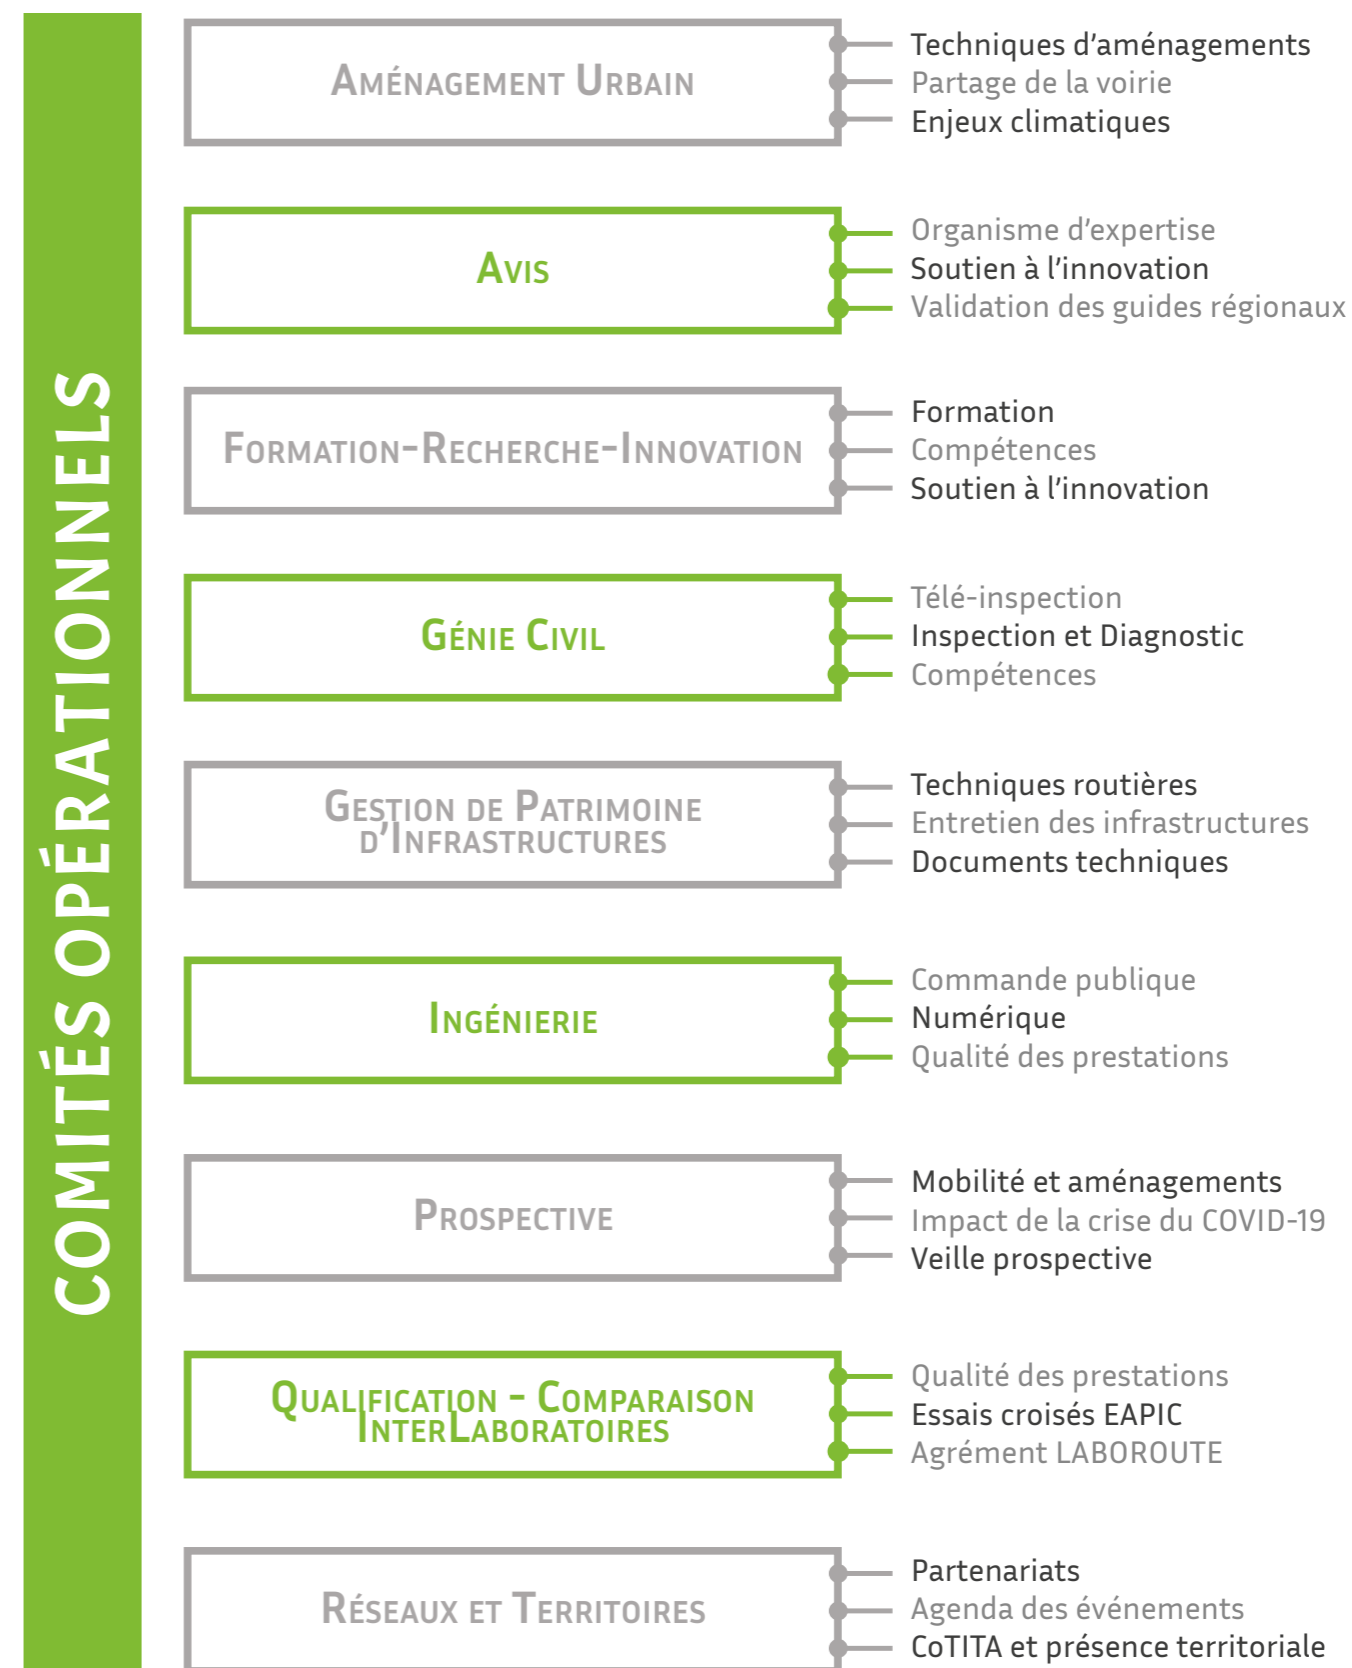 COMITÉS OPÉRATIONNELS
Aménagement Urbain
Techniques d'aménagements
Partage de la voirie
Enjeux climatiques
Avis
Organisme d'expertise
Soutien à l'innovation
Validation des guides régionaux
Formation-Recherche-Innovation
Formation
Compétences
Soutien à l'innovation
Génie Civil
Télé-inspection
Inspection et Diagnostic
Compétences
Gestion de Patrimoine
d'Infrastructures
Techniques routières
Entretien des infrastructures
Documents techniques
Ingénierie
Commande publique
Numérique
Qualité des prestations
Prospective
Mobilité et aménagements
Impact de la crise du COVID-19
Veille prospective
Qualification - Comparaison
InterLaboratoires
Qualité des prestations
Essais croisés EAPIC
Agrément LABOROUTE
Réseaux et Territoires
Partenariats
Agenda des événements
CoTITA et présence territoriale